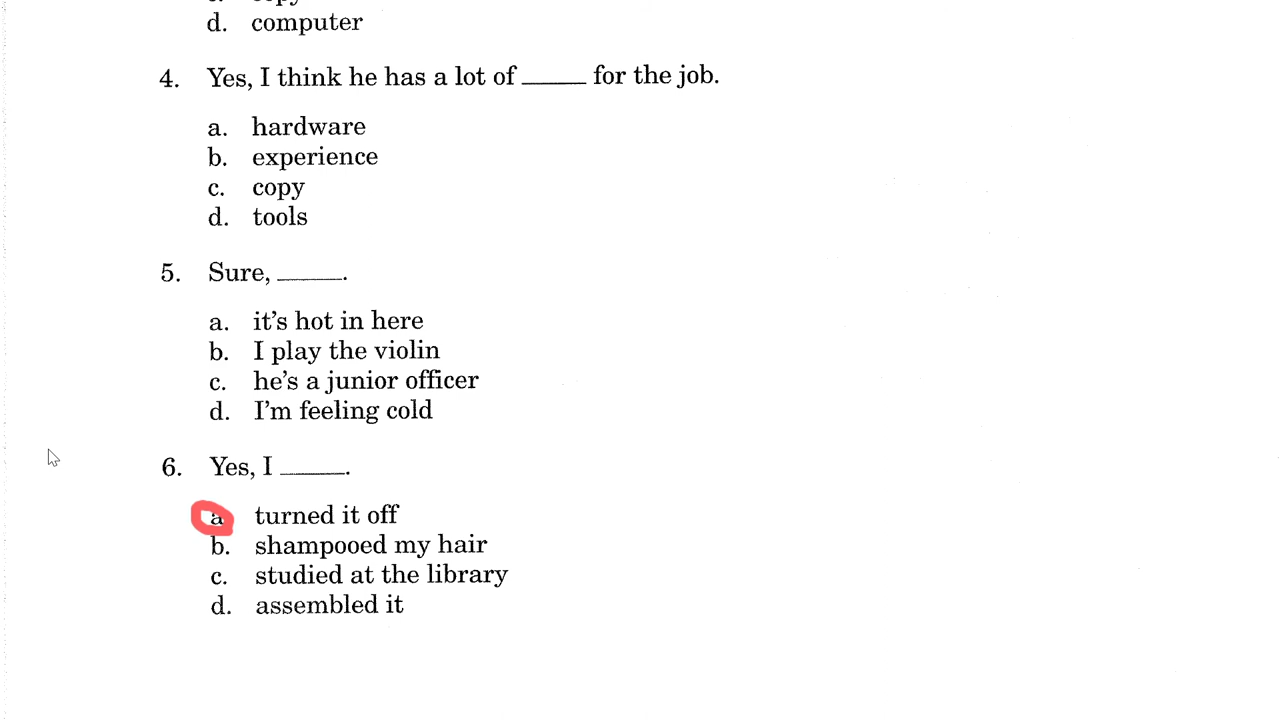 d. computer
4. Yes, I think he has a lot of _____ for the job.
a. hardware
b. experience
c. copy
d. tools
5. Sure, _____.
a. it's hot in here
b. I play the violin
c. he's a junior officer
d. I'm feeling cold
6. Yes, I _____.
a turned it off
b. shampooed my hair
c. studied at the library
d. assembled it